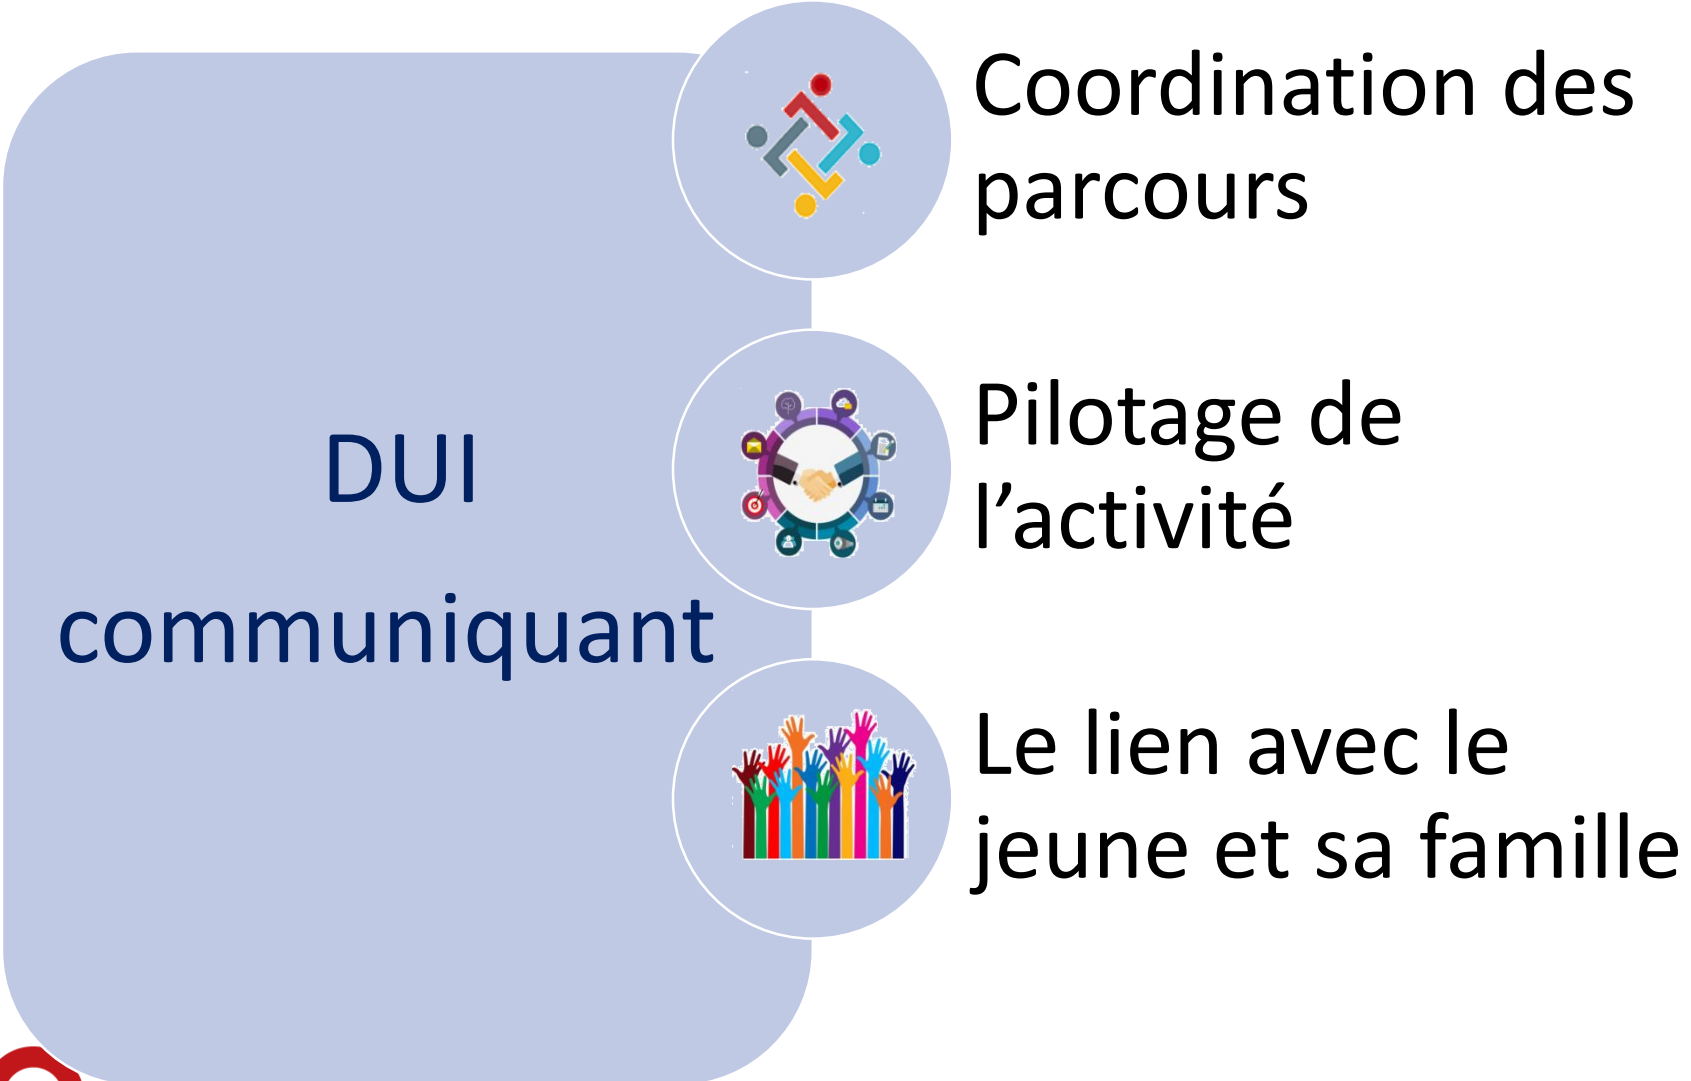 DUI
communiquant
Coordination des
parcours
Pilotage de
l’activité
Le lien avec le
jeune et sa famille